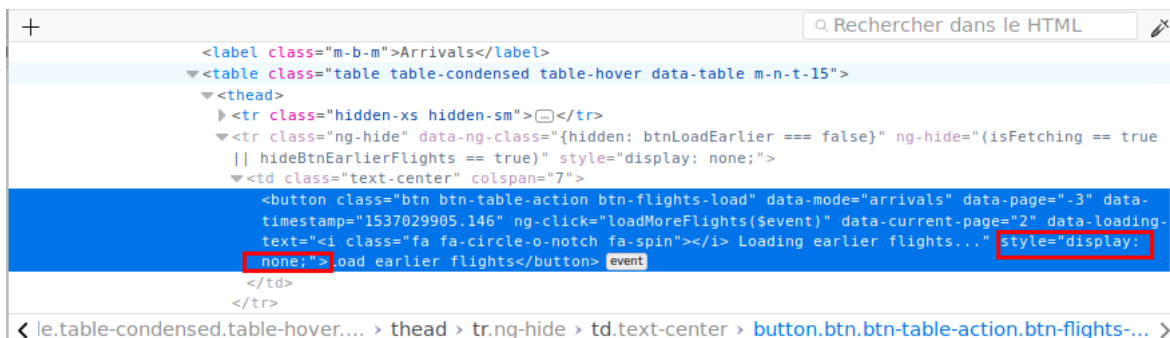 + Rechercher dans le HTML
<label class="m-b-m">Arrivals</label>
<table class="table table-condensed table-hover data-table m-n-t-15">
<thead>
<tr class="hidden-xs hidden-sm">…</tr>
<tr class="ng-hide" data-ng-class="{hidden: btnLoadEarlier === false}" ng-hide="(isFetching == true
|| hideBtnEarlierFlights == true)" style="display: none;">
<td class="text-center" colspan="7">
<button class="btn btn-table-action btn-flights-load" data-mode="arrivals" data-page="-3" data-
timestamp="1537029905.146" ng-click="loadMoreFlights($event)" data-current-page="2" data-loading-
text="<i class="fa fa-circle-o-notch fa-spin"></i> Loading earlier flights..." style="display:
none;">Load earlier flights</button> event
</td>
</tr>
le.table-condensed.table-hover.… > thead > tr.ng-hide > td.text-center > button.btn.btn-table-action.btn-flights-…